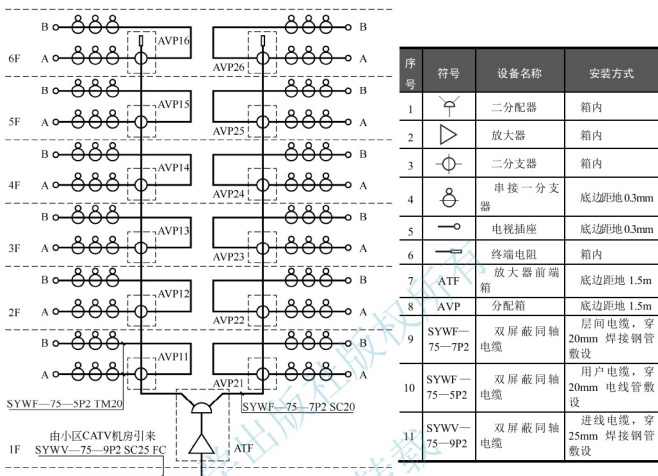 B
AVP16
B
6F
A
AVP26
A
B
AVP15
B
5F
A
AVP25
A
B
AVP14
B
4F
A
AVP24
A
B
AVP13
B
3F
A
AVP23
A
B
AVP12
B
2F
A
AVP22
A
B
AVP11
B
A
AVP21
A
SYWF—75—5P2 TM20
SYWF—75—7P2 SC20
由小区CATV机房引来
1F
SYWV—75—9P2 SC25 FC
ATF
序号 符号 设备名称 安装方式
1 二分配器 箱内
2 放大器 箱内
3 二分支器 箱内
4 串接一分支器 底边距地0.3mm
5 电视插座 底边距地0.3mm
6 终端电阻 箱内
7 ATF 放大器前端箱 底边距地 1.5m
8 AVP 分配箱 底边距地 1.5m
9 SYWF—75—7P2 双屏蔽同轴电缆 层间电缆，穿20mm 焊接钢管敷设
10 SYWF—75—5P2 双屏蔽同轴电缆 用户电缆，穿20mm 电线管敷设
11 SYWV—75—9P2 双屏蔽同轴电缆 进线电缆，穿25mm 焊接钢管敷设
出版社版权所有